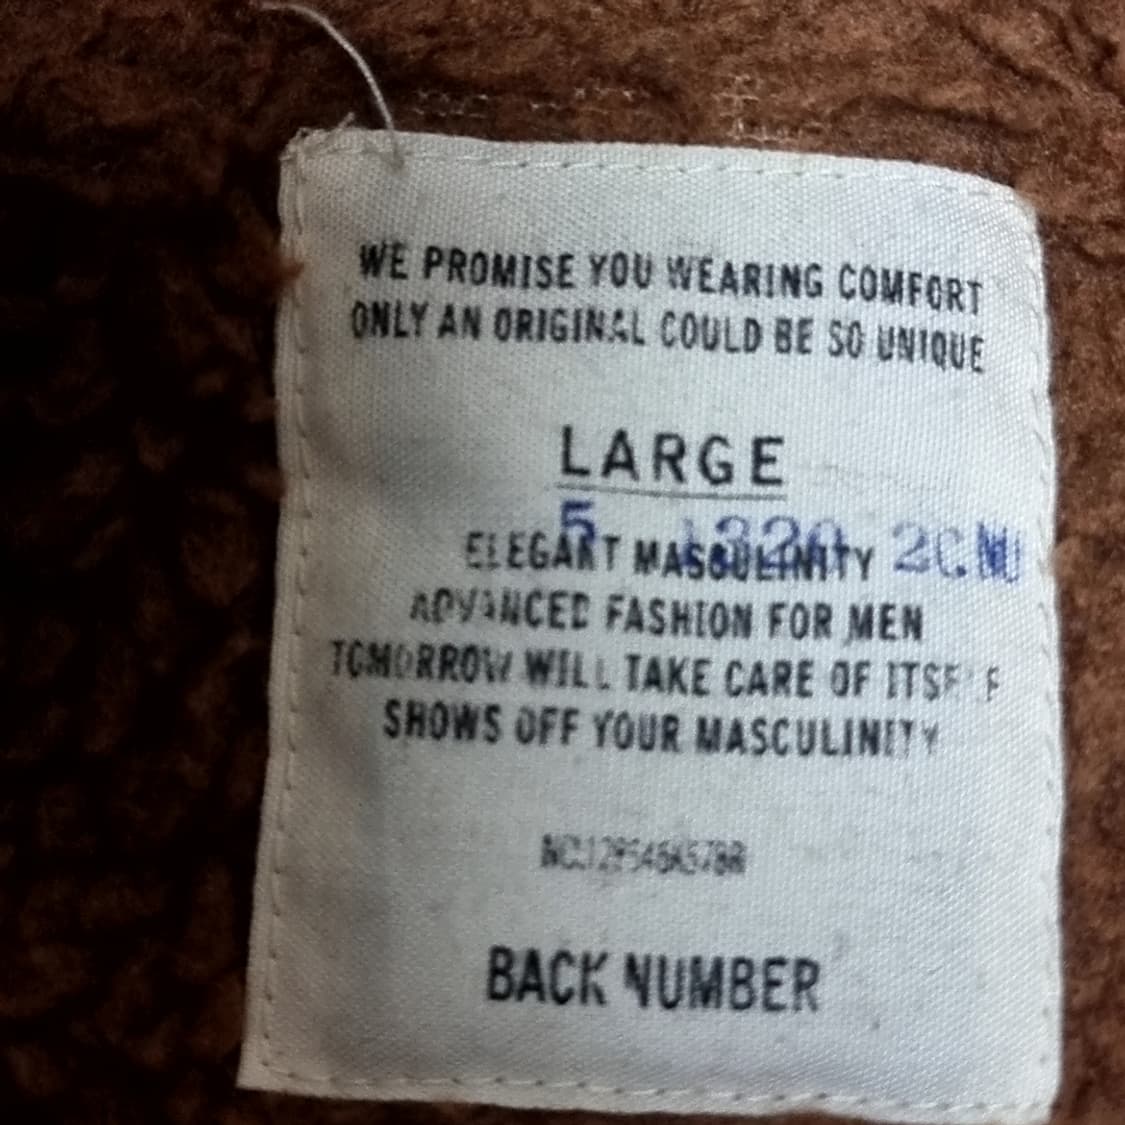 WE PROMISE YOU WEARING COMFORT
ONLY AN ORIGINAL COULD BE SO UNIQUE
LARGE
5
ELEGANT MASCULINITY
ADVANCED FASHION FOR MEN
TOMORROW WILL TAKE CARE OF ITSELF
SHOWS OFF YOUR MASCULINITY
BACK NUMBER